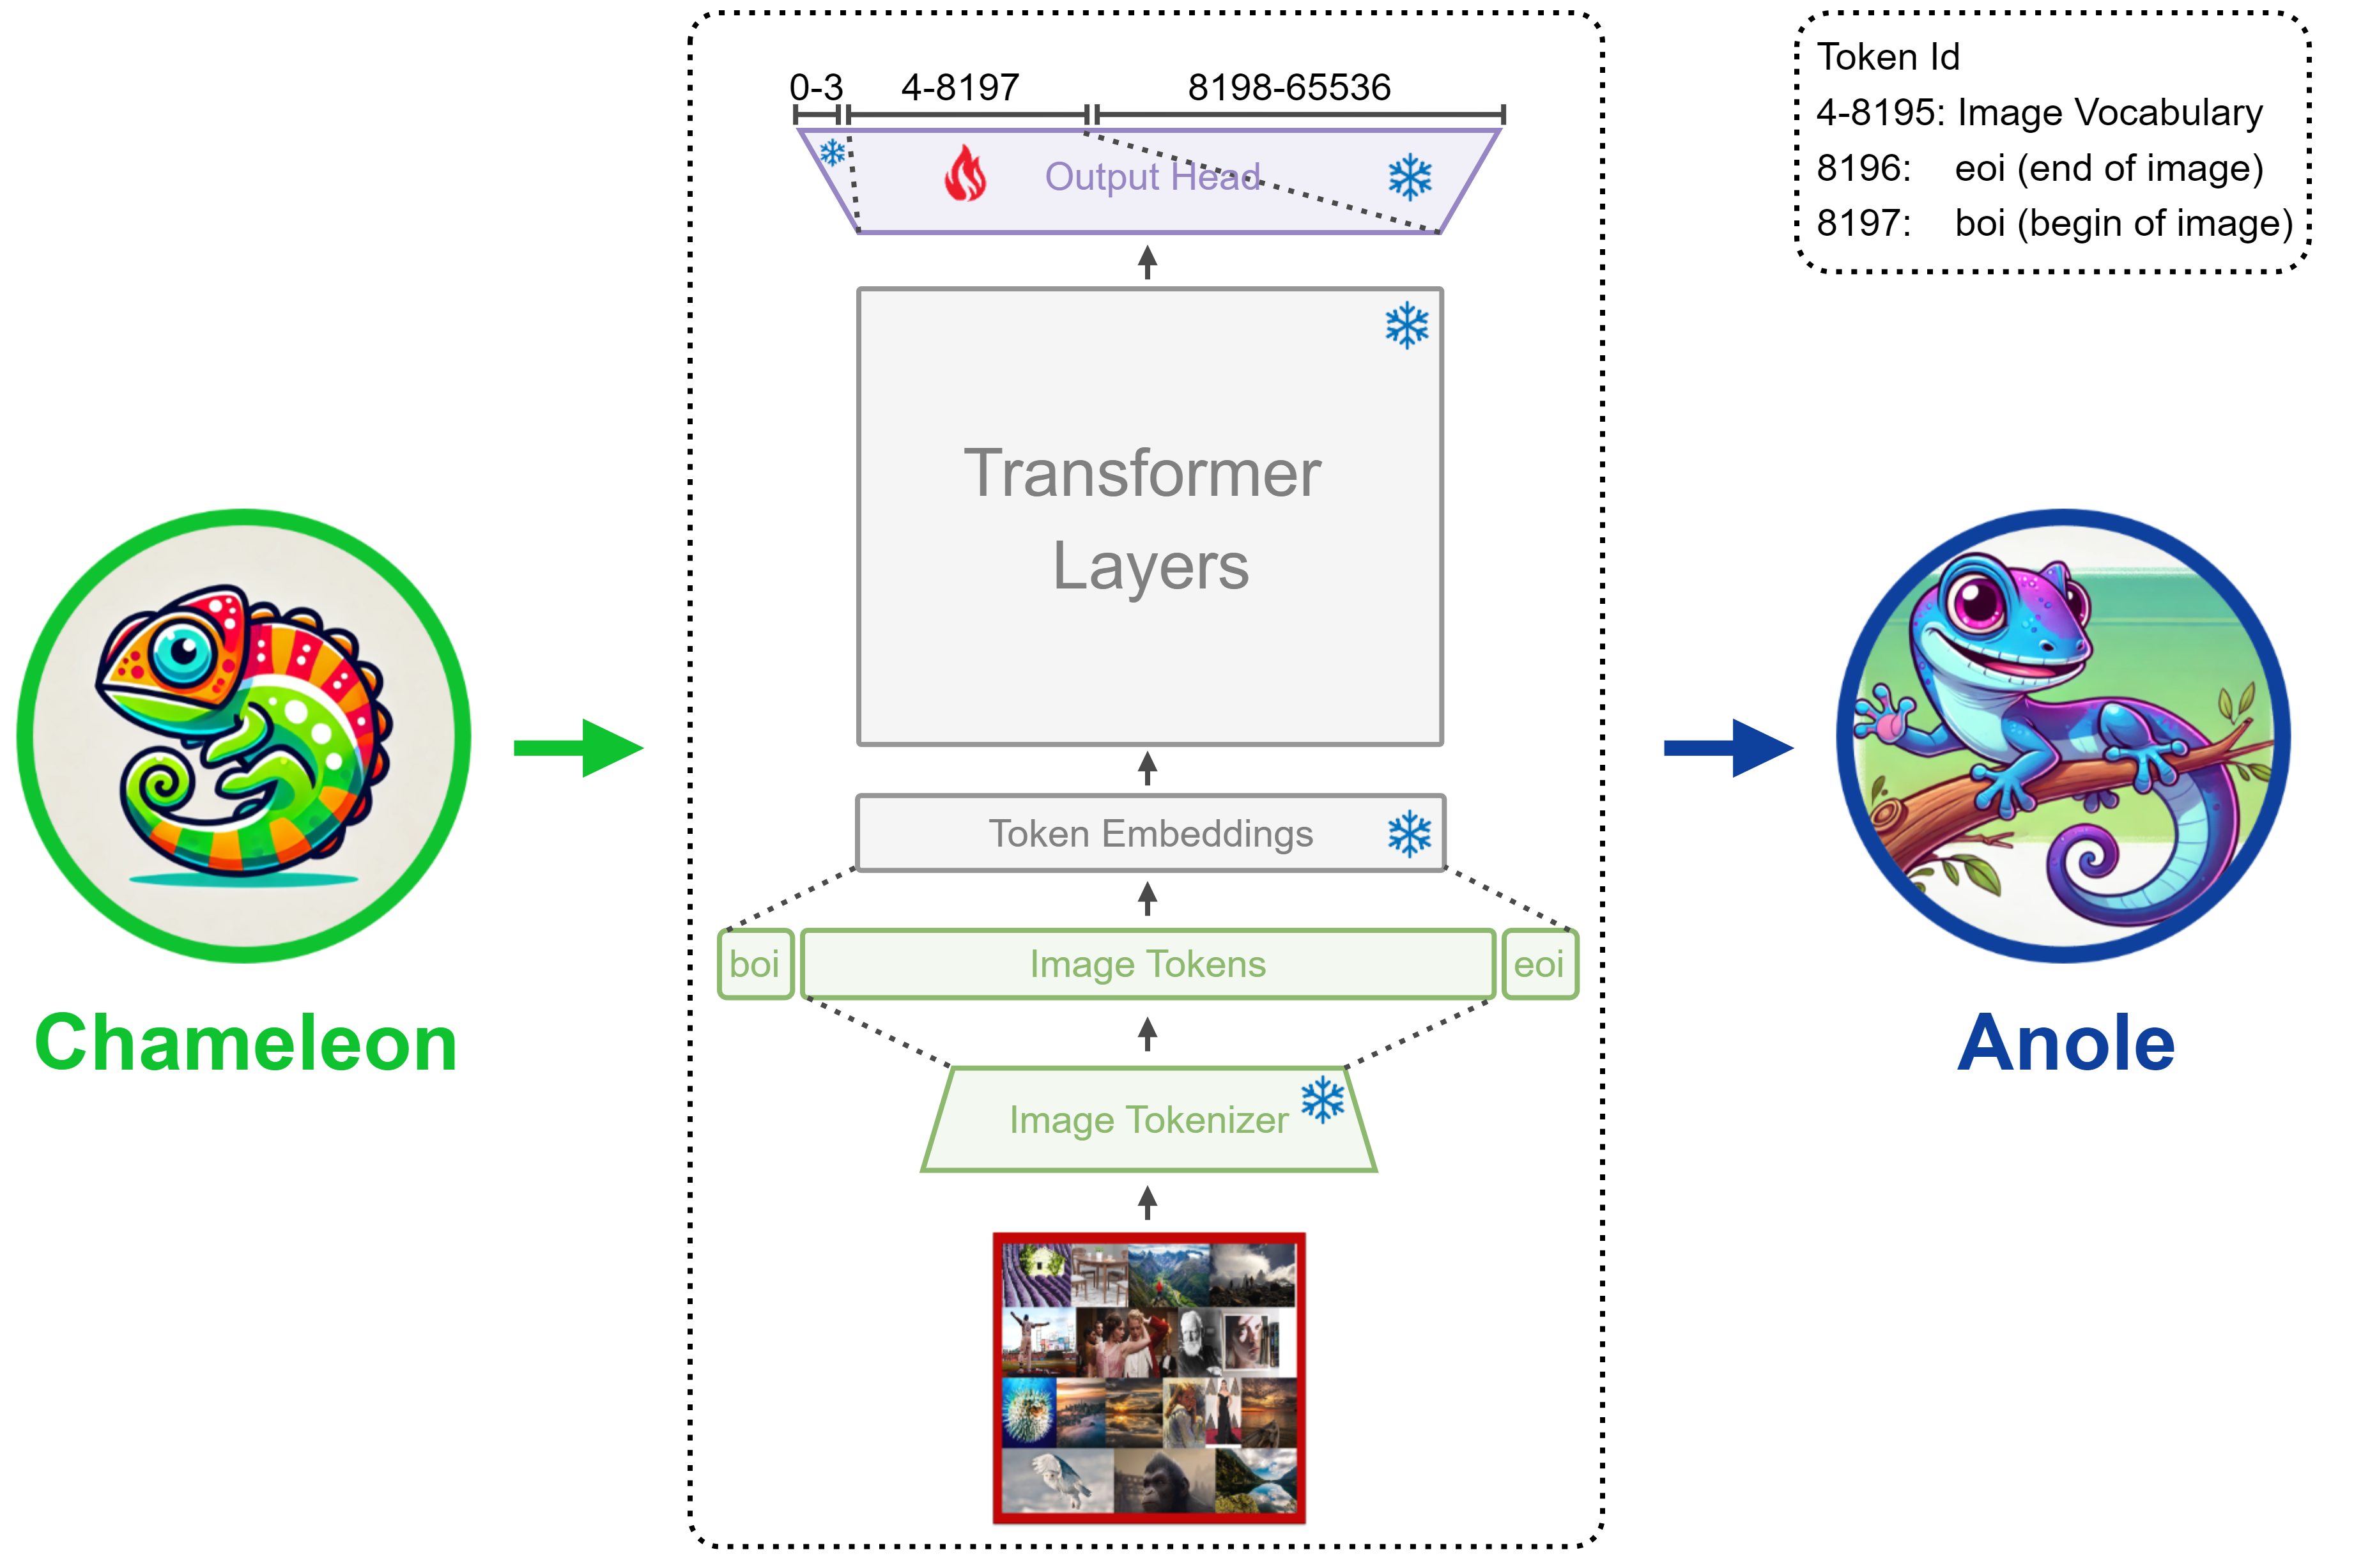 0-3
4-8197
8198-65536
Output Head
Transformer
Layers
Token Embeddings
boi
Image Tokens
eoi
Image Tokenizer
Chameleon
Token Id
4-8195: Image Vocabulary
8196: eoi (end of image)
8197: boi (begin of image)
Anole